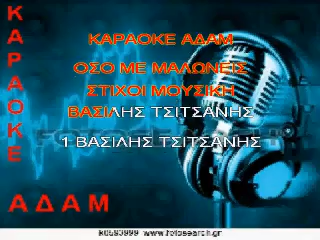 ΚΑΡΑΟΚΕ
ΚΑΡΑΟΚΕ ΑΔΑΜ
ΟΣΟ ΜΕ ΜΑΛΩΝΕΙΣ
ΣΤΙΧΟΙ ΜΟΥΣΙΚΗ
ΒΑΣΙΛΗΣ ΤΣΙΤΣΑΝΗΣ
1 ΒΑΣΙΛΗΣ ΤΣΙΤΣΑΝΗΣ
ΑΔΑΜ
www.fotosearch.gr